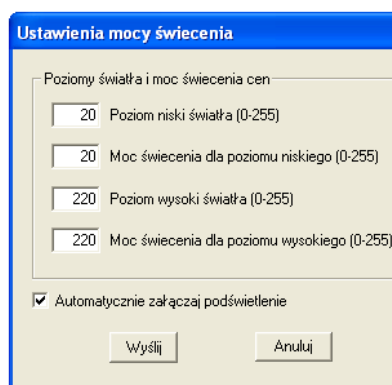 Ustawienia mocy świecenia
Poziomy światła i moc świecenia cen
20 Poziom niski światła (0-255)
20 Moc świecenia dla poziomu niskiego (0-255)
220 Poziom wysoki światła (0-255)
220 Moc świecenia dla poziomu wysokiego (0-255)
Automatycznie załączaj podświetlenie
Wyślij Anuluj